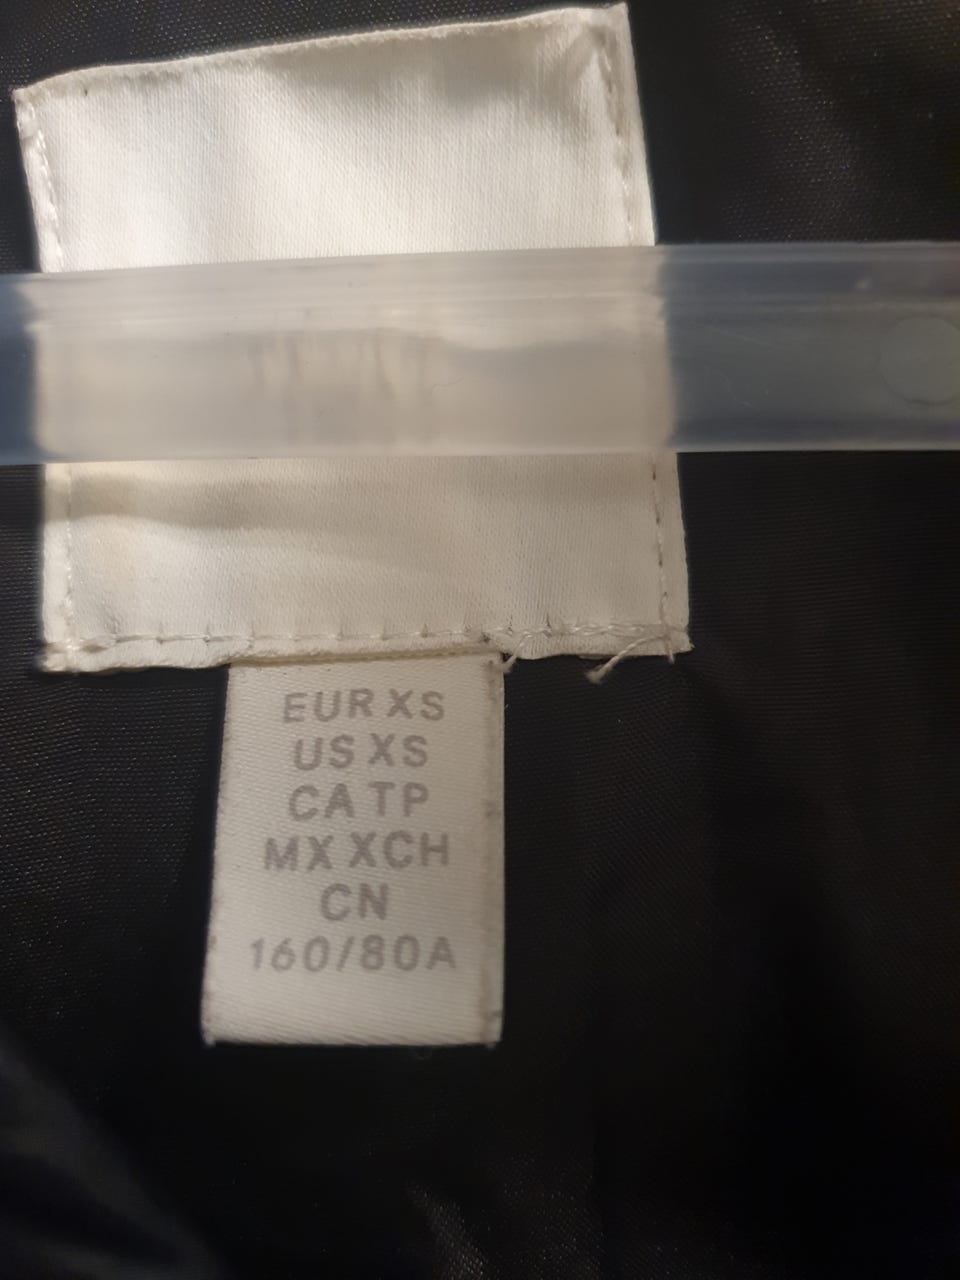 EUR XS
US XS
CA TP
MX XCH
CN
160/80A